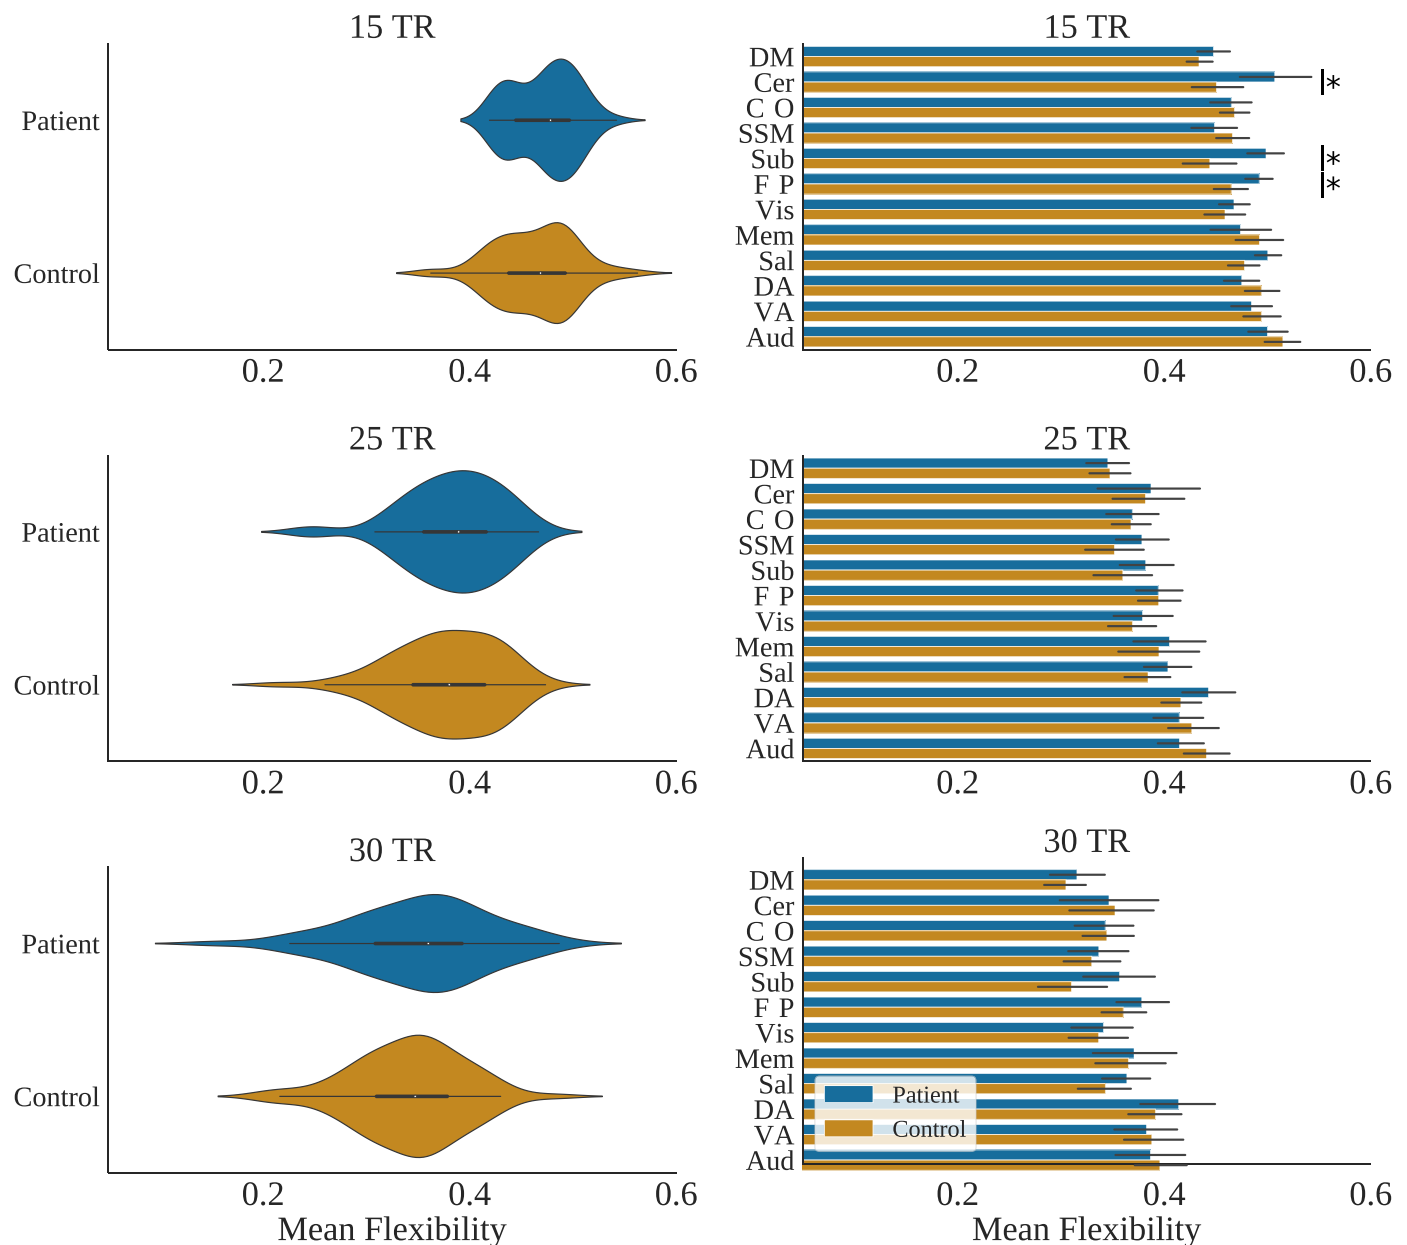 15 TR
Patient
Control
0.2 0.4 0.6
15 TR
DM
Cer
C O
SSM
Sub
F P
Vis
Mem
Sal
DA
VA
Aud
*
*
*
0.2 0.4 0.6
25 TR
Patient
Control
0.2 0.4 0.6
25 TR
DM
Cer
C O
SSM
Sub
F P
Vis
Mem
Sal
DA
VA
Aud
0.2 0.4 0.6
30 TR
Patient
Control
0.2 0.4 0.6
Mean Flexibility
30 TR
DM
Cer
C O
SSM
Sub
F P
Vis
Mem
Sal
DA
VA
Aud
Patient
Control
0.2 0.4 0.6
Mean Flexibility